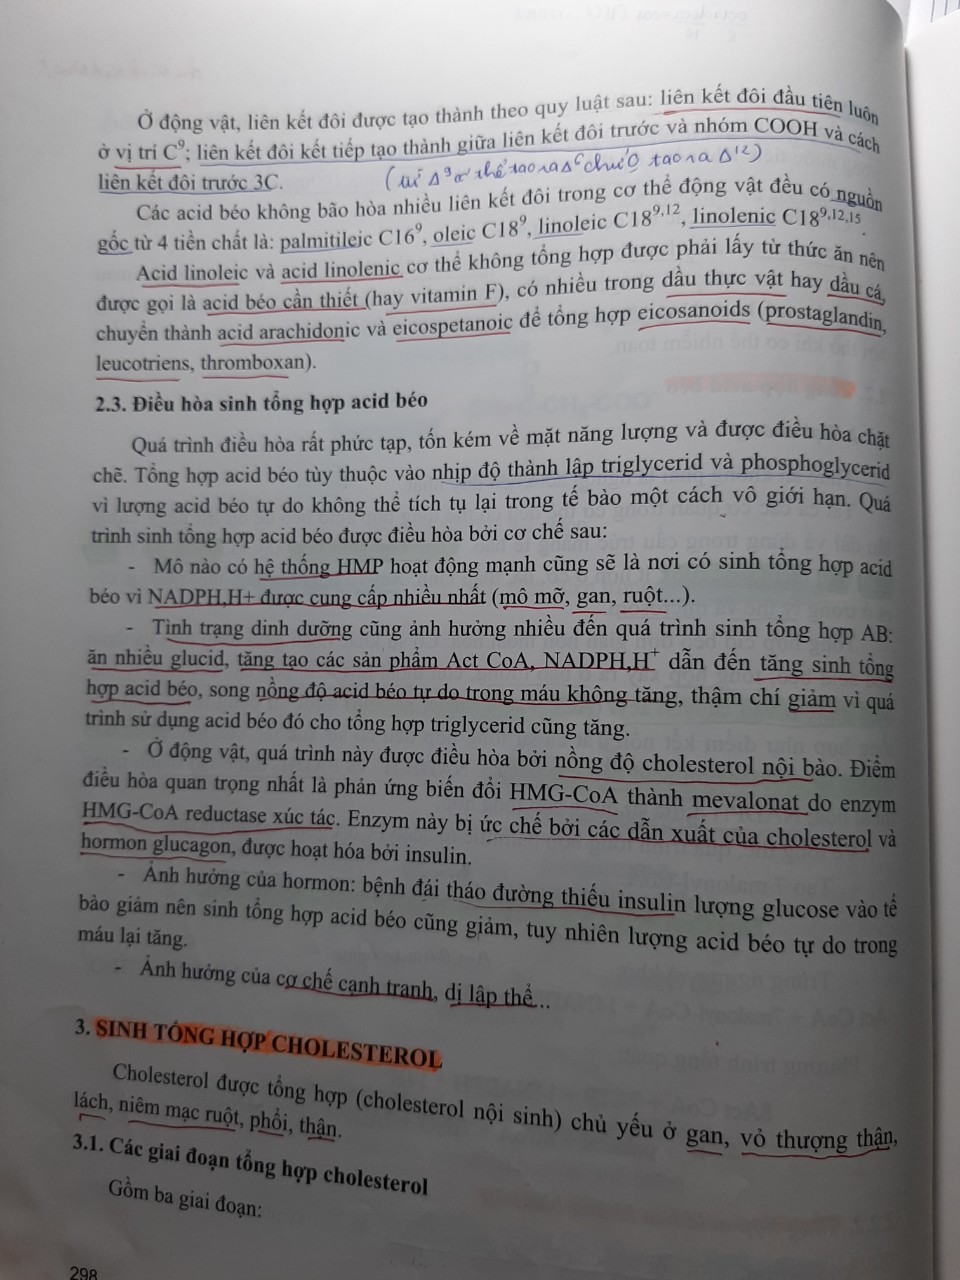 Ở động vật, liên kết đôi được tạo thành theo quy luật sau: liên kết đôi đầu tiên luôn
ở vị trí C⁹; liên kết đôi kết tiếp tạo thành giữa liên kết đôi trước và nhóm COOH và cách
liên kết đôi trước 3C. (từ Δ⁹ cơ thể tạo ra Δ⁶ chứ ko tạo ra Δ¹²)
Các acid béo không bão hòa nhiều liên kết đôi trong cơ thể động vật đều có nguồn
gốc từ 4 tiền chất là: palmitileic C16⁹, oleic C18⁹, linoleic C18⁹,¹², linolenic C18⁹,¹²,¹⁵
Acid linoleic và acid linolenic cơ thể không tổng hợp được phải lấy từ thức ăn nên
được gọi là acid béo cần thiết (hay vitamin F), có nhiều trong dầu thực vật hay dầu cá,
chuyển thành acid arachidonic và eicospetanoic để tổng hợp eicosanoids (prostaglandin,
leucotriens, thromboxan).
2.3. Điều hòa sinh tổng hợp acid béo
Quá trình điều hòa rất phức tạp, tốn kém về mặt năng lượng và được điều hòa chặt
chẽ. Tổng hợp acid béo tùy thuộc vào nhịp độ thành lập triglycerid và phosphoglycerid
vì lượng acid béo tự do không thể tích tụ lại trong tế bào một cách vô giới hạn. Quá
trình sinh tổng hợp acid béo được điều hòa bởi cơ chế sau:
- Mô nào có hệ thống HMP hoạt động mạnh cũng sẽ là nơi có sinh tổng hợp acid
béo vì NADPH,H+ được cung cấp nhiều nhất (mô mỡ, gan, ruột...).
- Tình trạng dinh dưỡng cũng ảnh hưởng nhiều đến quá trình sinh tổng hợp AB:
ăn nhiều glucid, tăng tạo các sản phẩm Act CoA, NADPH,H⁺ dẫn đến tăng sinh tổng
hợp acid béo, song nồng độ acid béo tự do trong máu không tăng, thậm chí giảm vì quá
trình sử dụng acid béo đó cho tổng hợp triglycerid cũng tăng.
- Ở động vật, quá trình này được điều hòa bởi nồng độ cholesterol nội bào. Điểm
điều hòa quan trọng nhất là phản ứng biến đổi HMG-CoA thành mevalonat do enzym
HMG-CoA reductase xúc tác. Enzym này bị ức chế bởi các dẫn xuất của cholesterol và
hormon glucagon, được hoạt hóa bởi insulin.
- Ảnh hưởng của hormon: bệnh đái tháo đường thiếu insulin lượng glucose vào tế
bào giảm nên sinh tổng hợp acid béo cũng giảm, tuy nhiên lượng acid béo tự do trong
máu lại tăng.
- Ảnh hưởng của cơ chế cạnh tranh, dị lập thể...
3. SINH TỔNG HỢP CHOLESTEROL
Cholesterol được tổng hợp (cholesterol nội sinh) chủ yếu ở gan, vỏ thượng thận,
lách, niêm mạc ruột, phổi, thận.
3.1. Các giai đoạn tổng hợp cholesterol
Gồm ba giai đoạn:
298